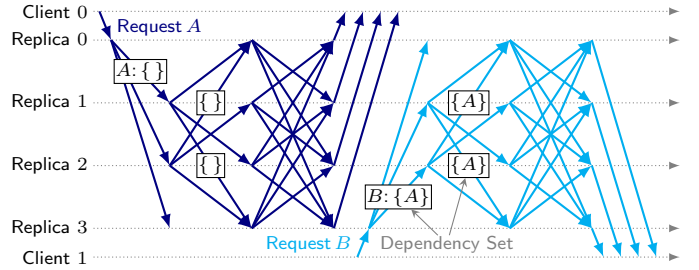 Client 0
Request A
Replica 0
A: { }
Replica 1
{ }
{A}
Replica 2
{ }
{A}
B: {A}
Replica 3
Request B
Dependency Set
Client 1